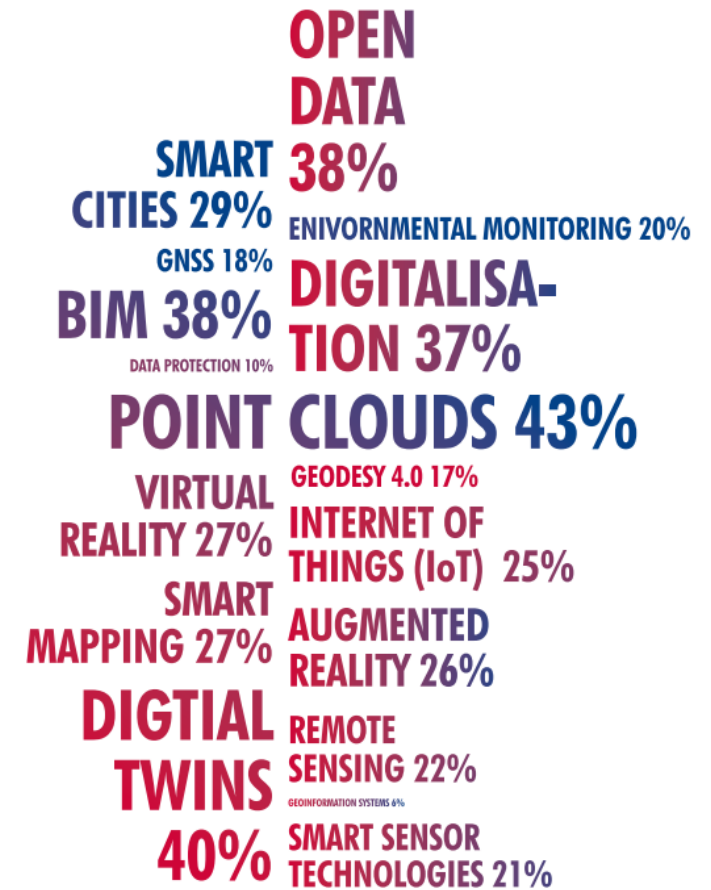 OPEN
DATA
38%
SMART
CITIES 29%
ENIVORNMENTAL MONITORING 20%
GNSS 18%
DIGITALISA-
TION 37%
BIM 38%
DATA PROTECTION 10%
POINT CLOUDS 43%
VIRTUAL
REALITY 27%
GEODESY 4.0 17%
INTERNET OF
THINGS (IoT) 25%
SMART
MAPPING 27%
AUGMENTED
REALITY 26%
DIGTIAL
TWINS
40%
REMOTE
SENSING 22%
GEOINFORMATION SYSTEMS 6%
SMART SENSOR
TECHNOLOGIES 21%